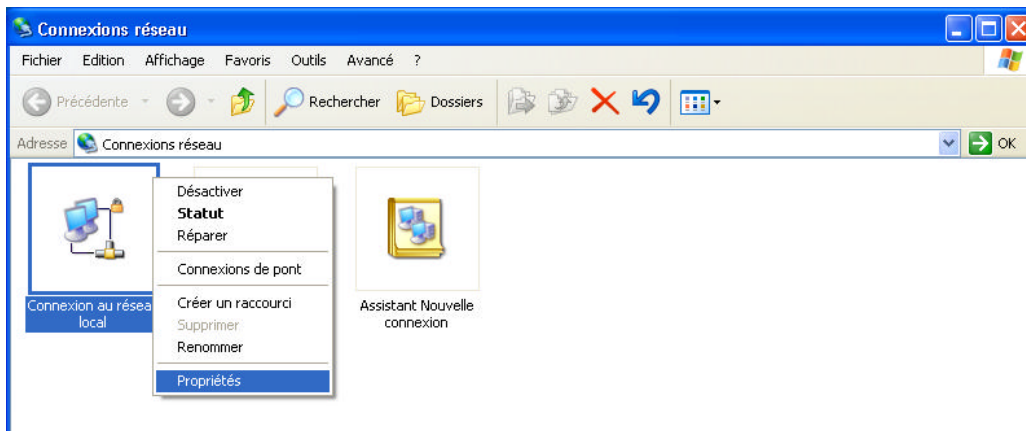 Connexions réseau
Fichier Edition Affichage Favoris Outils Avancé ?
Précédente Rechercher Dossiers
Adresse Connexions réseau OK
Désactiver
Statut
Réparer
Connexions de pont
Créer un raccourci
Supprimer
Renommer
Propriétés
Connexion au résea
local
Assistant Nouvelle
connexion